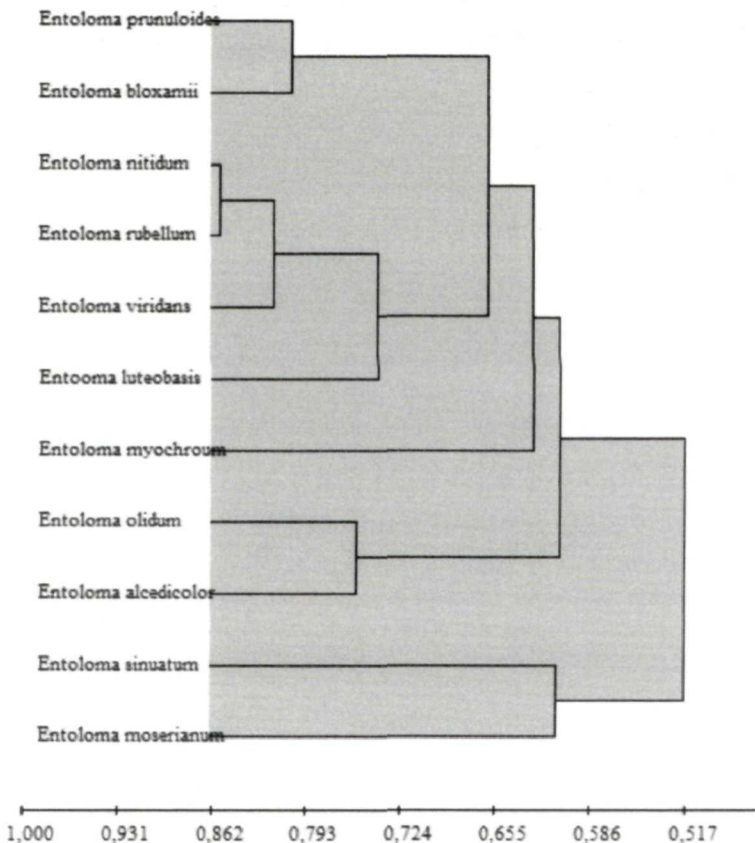 Entoloma prunuloides
Entoloma bloxamii
Entoloma nitidum
Entoloma rubellum
Entoloma viridans
Entooma luteobasis
Entoloma myochroum
Entoloma olidum
Entoloma alcedicolor
Entoloma sinuatum
Entoloma moserianum
1,000 0,931 0,862 0,793 0,724 0,655 0,586 0,517